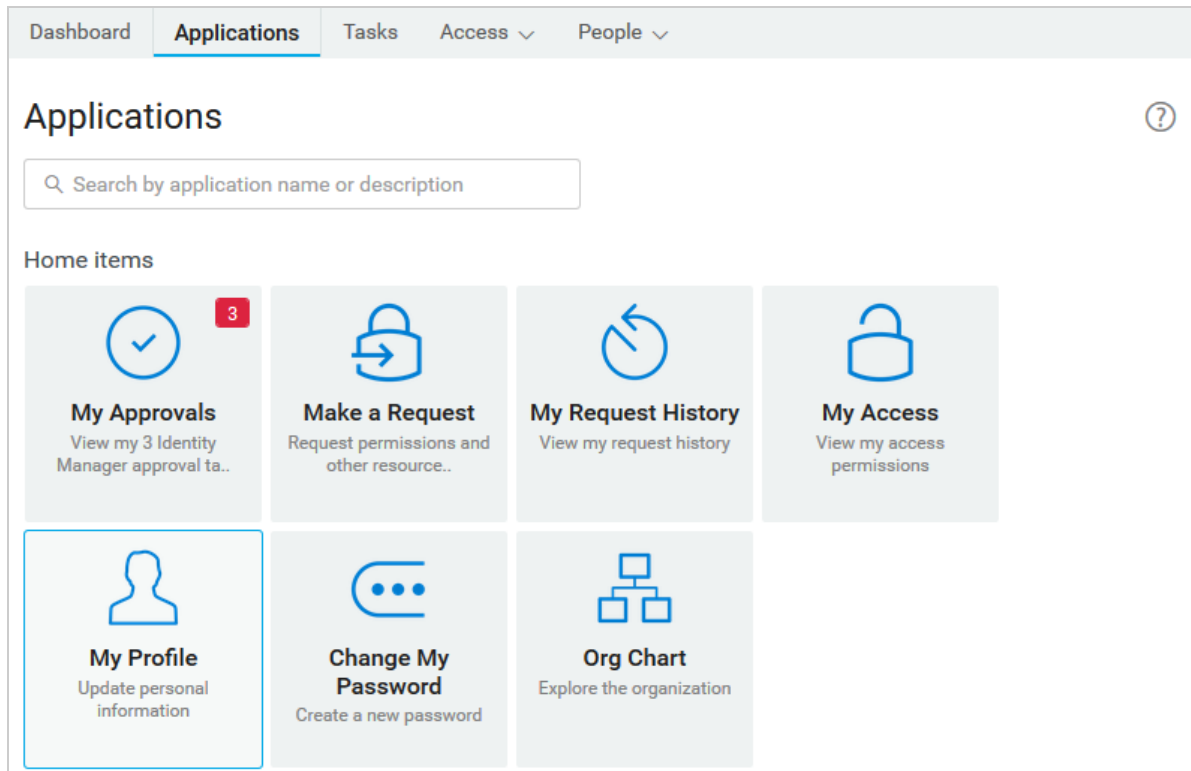 Dashboard Applications Tasks Access People
Applications
?
Search by application name or description
Home items
3
My Approvals
View my 3 Identity
Manager approval ta..
Make a Request
Request permissions and
other resource..
My Request History
View my request history
My Access
View my access
permissions
My Profile
Update personal
information
Change My
Password
Create a new password
Org Chart
Explore the organization